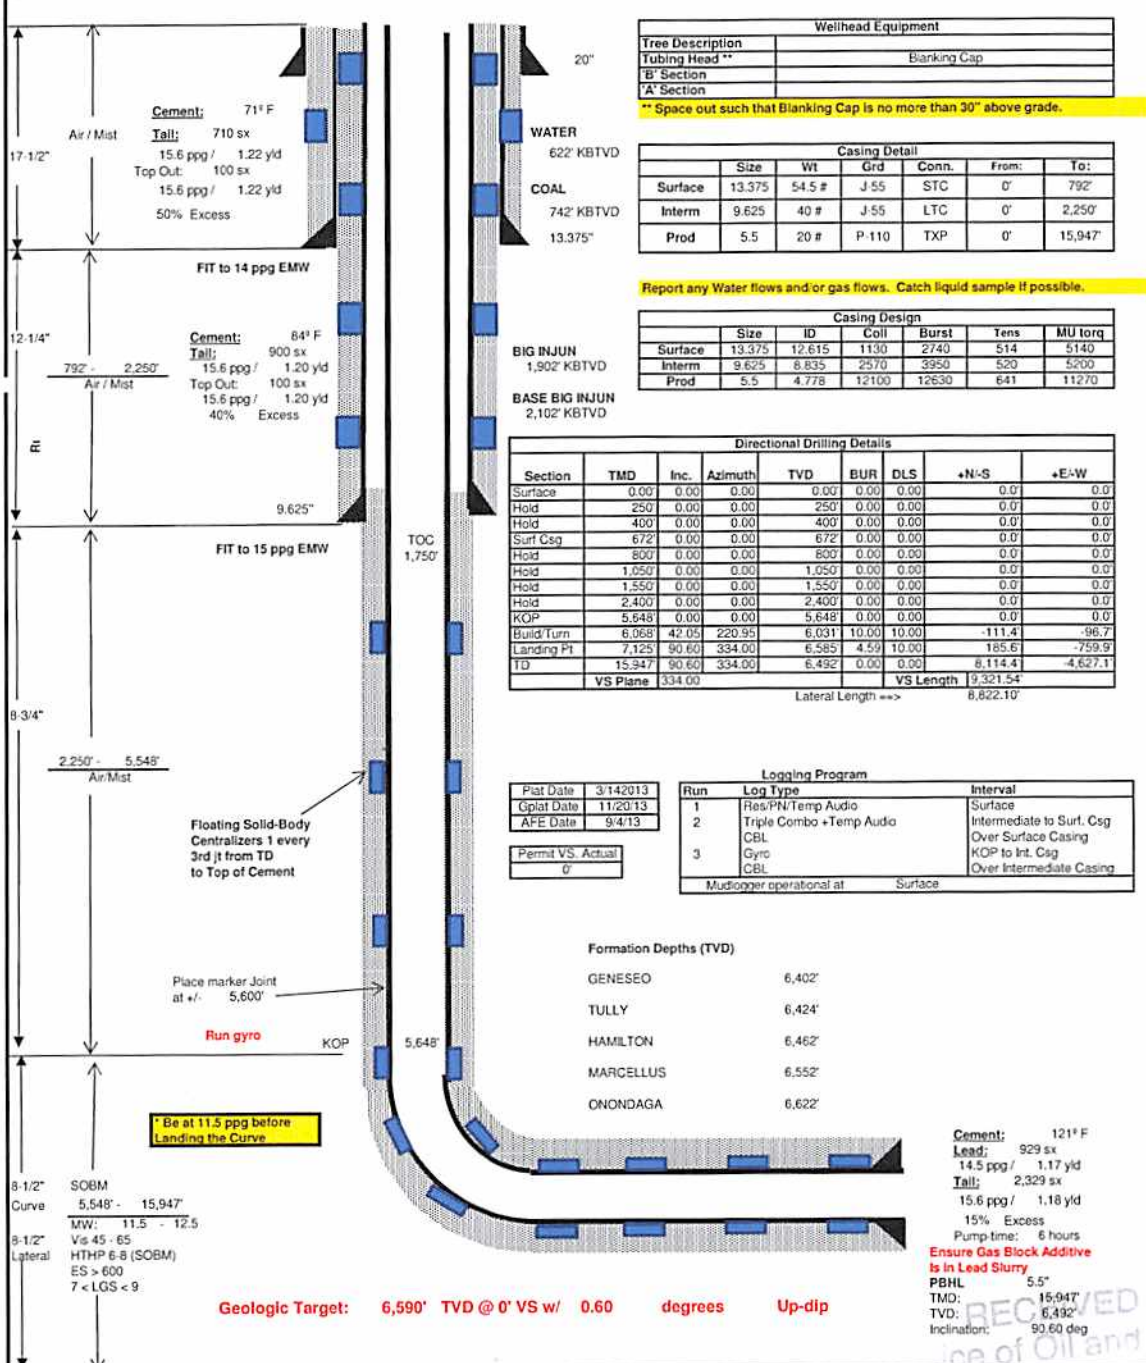 17-1/2"
Air / Mist
Cement: 71º F
Tail: 710 sx
15.6 ppg / 1.22 yld
Top Out: 100 sx
15.6 ppg / 1.22 yld
50% Excess
20"
WATER
622' KBTVD
COAL
742' KBTVD
13.375"
Wellhead Equipment
Tree Description
Tubing Head ** Blanking Cap
'B' Section
'A' Section
** Space out such that Blanking Cap is no more than 30" above grade.
Casing Detail
Size Wt Grd Conn. From: To:
Surface 13.375 54.5 # J-55 STC 0' 792'
Interm 9.625 40 # J-55 LTC 0' 2,250'
Prod 5.5 20 # P-110 TXP 0' 15,947'
FIT to 14 ppg EMW
Report any Water flows and/or gas flows. Catch liquid sample if possible.
12-1/4"
792' - 2,250'
Air / Mist
Cement: 84º F
Tail: 900 sx
15.6 ppg / 1.20 yld
Top Out: 100 sx
15.6 ppg / 1.20 yld
40% Excess
BIG INJUN
1,902' KBTVD
BASE BIG INJUN
2,102' KBTVD
Casing Design
Size ID Coll Burst Tens MU torq
Surface 13.375 12.615 1130 2740 514 5140
Interm 9.625 8.835 2570 3950 520 5200
Prod 5.5 4.778 12100 12630 641 11270
9.625"
FIT to 15 ppg EMW
TOC
1,750'
Directional Drilling Details
Section TMD Inc. Azimuth TVD BUR DLS +N/-S +E/-W
Surface 0.00' 0.00 0.00 0.00' 0.00 0.00 0.0' 0.0'
Hold 250' 0.00 0.00 250' 0.00 0.00 0.0' 0.0'
Hold 400' 0.00 0.00 400' 0.00 0.00 0.0' 0.0'
Surf Csg 672' 0.00 0.00 672' 0.00 0.00 0.0' 0.0'
Hold 800' 0.00 0.00 800' 0.00 0.00 0.0' 0.0'
Hold 1,050' 0.00 0.00 1,050' 0.00 0.00 0.0' 0.0'
Hold 1,550' 0.00 0.00 1,550' 0.00 0.00 0.0' 0.0'
Hold 2,400' 0.00 0.00 2,400' 0.00 0.00 0.0' 0.0'
KOP 5,648' 0.00 0.00 5,648' 0.00 0.00 0.0' 0.0'
Build/Turn 6,068' 42.05 220.95 6,031' 10.00 10.00 -111.4' -96.7'
Landing Pt 7,125' 90.60 334.00 6,585' 4.59 10.00 185.6' -759.9'
TD 15,947' 90.60 334.00 6,492' 0.00 0.00 8,114.4' -4,627.1'
VS Plane 334.00 VS Length 9,321.54'
Lateral Length ==> 8,822.10'
8-3/4"
2,250' - 5,548'
Air/Mist
Floating Solid-Body
Centralizers 1 every
3rd jt from TD
to Top of Cement
Plat Date 3/142013
Gplat Date 11/20/13
AFE Date 9/4/13
Permit VS. Actual
0'
Logging Program
Run Log Type Interval
1 Res/PN/Temp Audio Surface
2 Triple Combo +Temp Audio Intermediate to Surf. Csg
CBL Over Surface Casing
3 Gyro KOP to Int. Csg
CBL Over Intermediate Casing
Mudlogger operational at Surface
Place marker Joint
at +/- 5,600'
Run gyro
KOP 5,648'
Formation Depths (TVD)
GENESEO 6,402'
TULLY 6,424'
HAMILTON 6,462'
MARCELLUS 6,552'
ONONDAGA 6,622'
* Be at 11.5 ppg before
Landing the Curve
8-1/2"
Curve
8-1/2"
Lateral
SOBM
5,548' - 15,947'
MW: 11.5 - 12.5
Vis 45 - 65
HTHP 6-8 (SOBM)
ES > 600
7 < LGS < 9
Cement: 121º F
Lead: 929 sx
14.5 ppg / 1.17 yld
Tail: 2,329 sx
15.6 ppg / 1.18 yld
15% Excess
Pump-time: 6 hours
Ensure Gas Block Additive
Is in Lead Slurry
PBHL 5.5"
TMD: 15,947'
TVD: 6,492'
Inclination: 90.60 deg
Geologic Target: 6,590' TVD @ 0' VS w/ 0.60 degrees Up-dip
RECEIVED
of Oil and